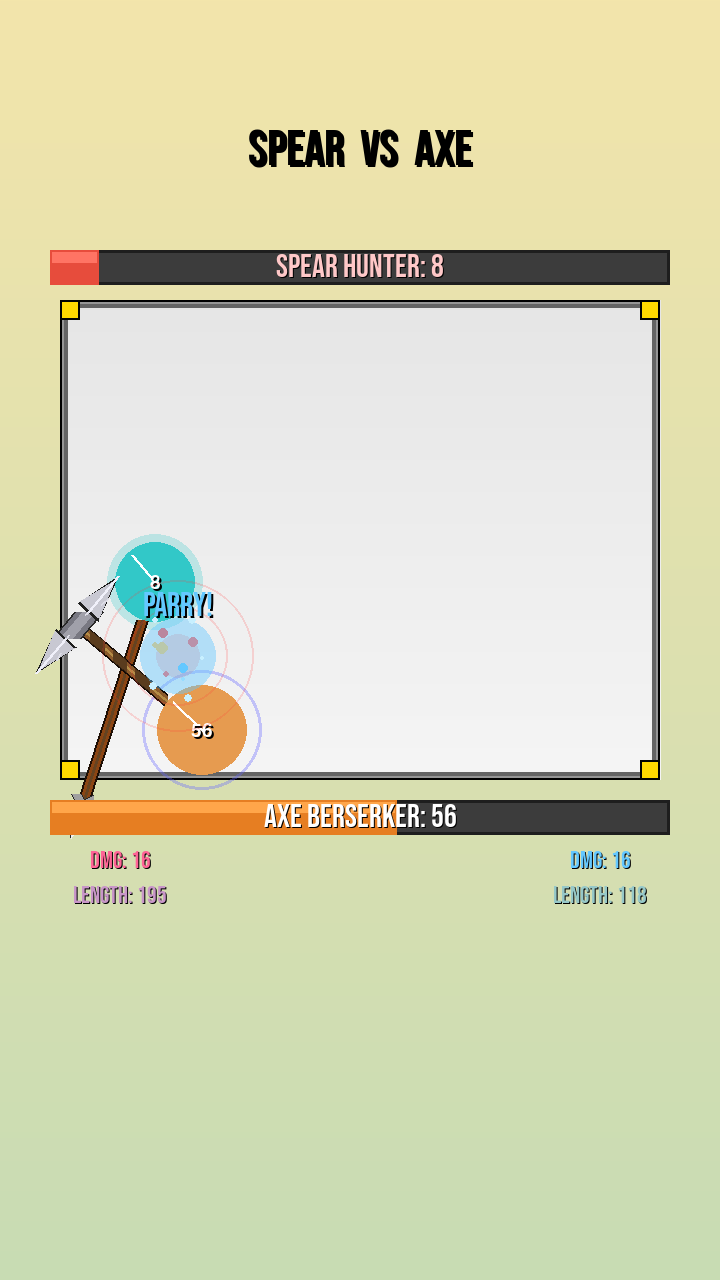 SPEAR VS AXE
SPEAR HUNTER: 8
8
PARRY!
56
AXE BERSERKER: 56
DMG: 16
DMG: 16
LENGTH: 195
LENGTH: 118